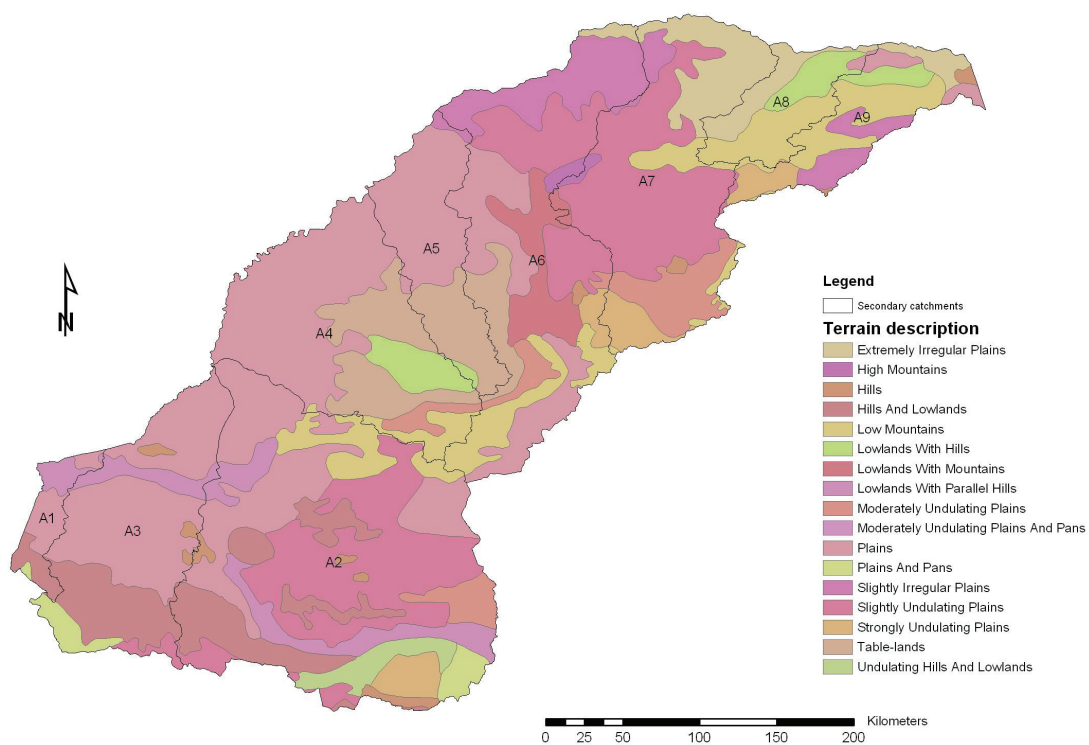 A8
A9
A7
A5
A6
N
A4
A1
A3
A2
Legend
Secondary catchments
Terrain description
Extremely Irregular Plains
High Mountains
Hills
Hills And Lowlands
Low Mountains
Lowlands With Hills
Lowlands With Mountains
Lowlands With Parallel Hills
Moderately Undulating Plains
Moderately Undulating Plains And Pans
Plains
Plains And Pans
Slightly Irregular Plains
Slightly Undulating Plains
Strongly Undulating Plains
Table-lands
Undulating Hills And Lowlands
Kilometers
0 25 50 100 150 200